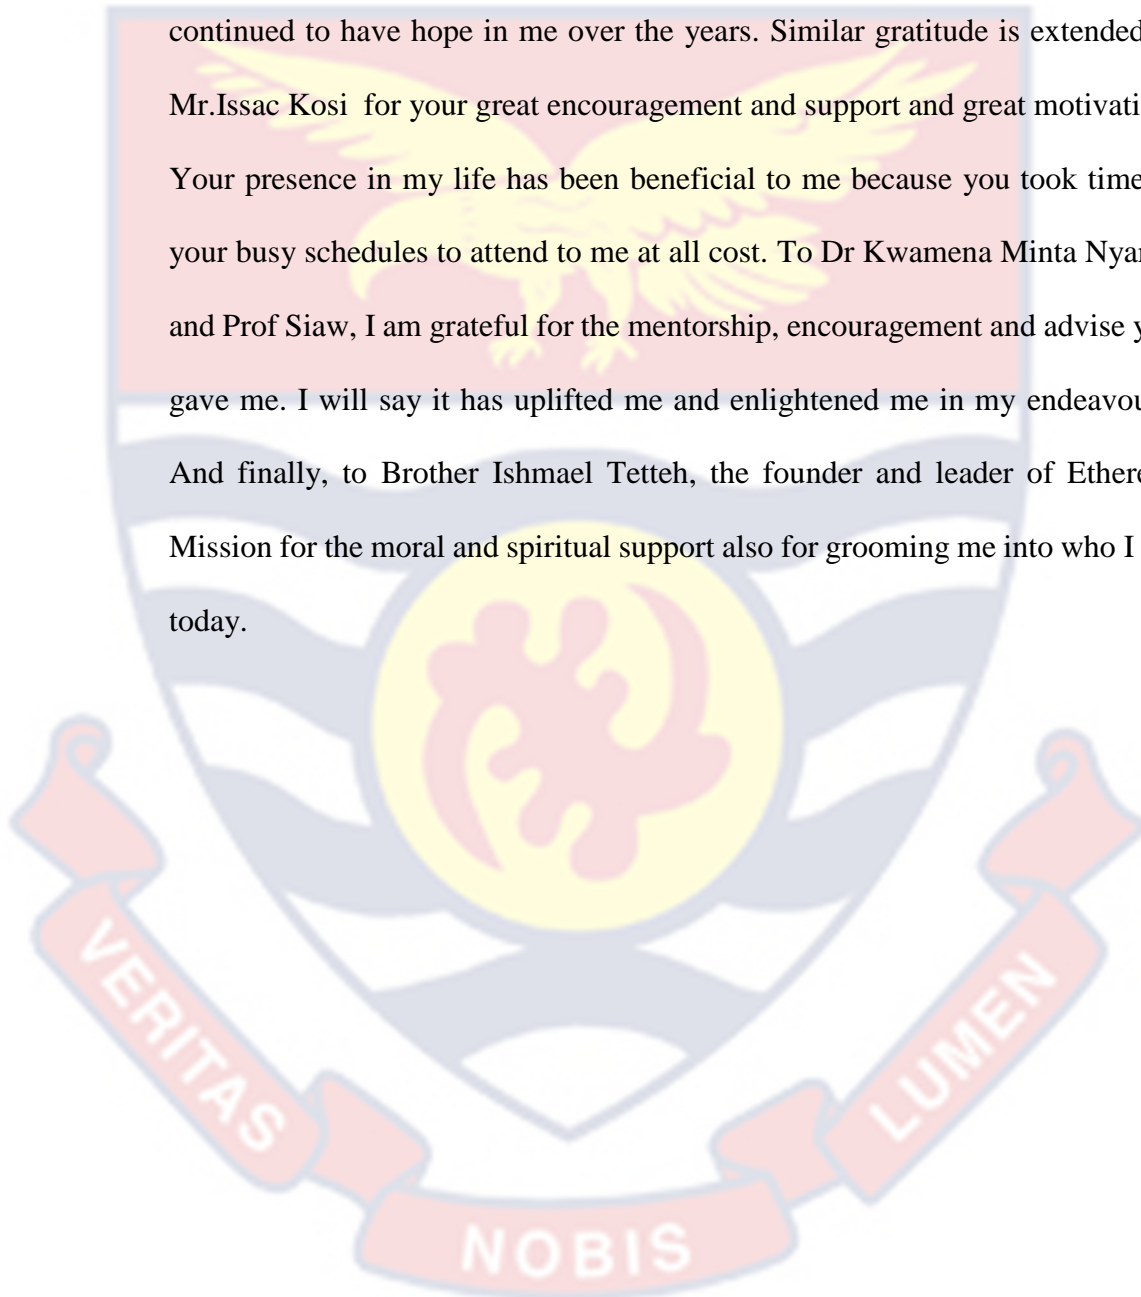 continued to have hope in me over the years. Similar gratitude is extended
Mr.Issac Kosi for your great encouragement and support and great motivati
Your presence in my life has been beneficial to me because you took time
your busy schedules to attend to me at all cost. To Dr Kwamena Minta Nyar
and Prof Siaw, I am grateful for the mentorship, encouragement and advise y
gave me. I will say it has uplifted me and enlightened me in my endeavou
And finally, to Brother Ishmael Tetteh, the founder and leader of Ethere
Mission for the moral and spiritual support also for grooming me into who I
today.
VERITAS
NOBIS
LUMEN